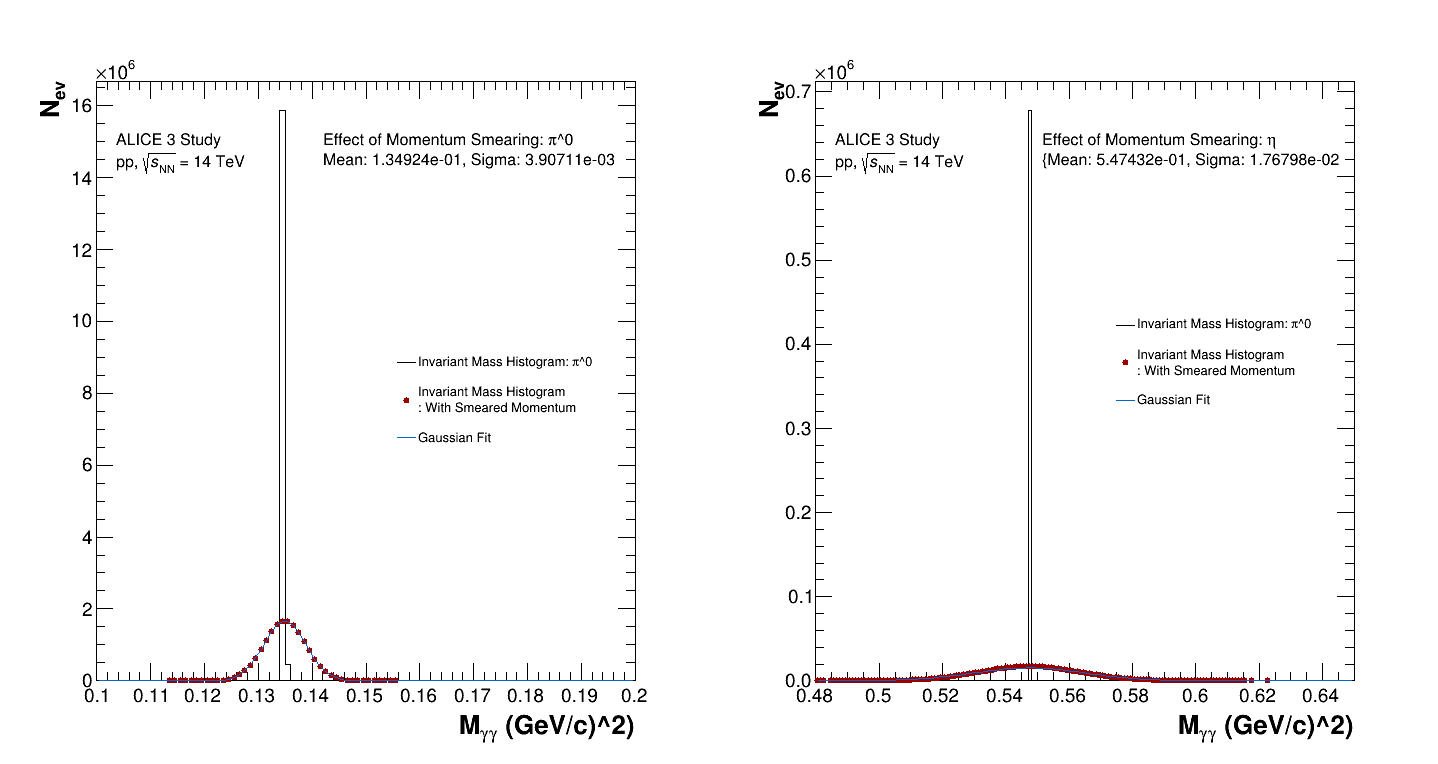 ×10⁶
N_ev
16
14
12
10
8
6
4
2
0
ALICE 3 Study
pp, √s_NN = 14 TeV
Effect of Momentum Smearing: π^0
Mean: 1.34924e-01, Sigma: 3.90711e-03
Invariant Mass Histogram: π^0
Invariant Mass Histogram
: With Smeared Momentum
Gaussian Fit
0.1 0.11 0.12 0.13 0.14 0.15 0.16 0.17 0.18 0.19 0.2
M_γγ (GeV/c)^2)
×10⁶
N_ev
0.7
0.6
0.5
0.4
0.3
0.2
0.1
0.0
ALICE 3 Study
pp, √s_NN = 14 TeV
Effect of Momentum Smearing: η
{Mean: 5.47432e-01, Sigma: 1.76798e-02
Invariant Mass Histogram: π^0
Invariant Mass Histogram
: With Smeared Momentum
Gaussian Fit
0.48 0.5 0.52 0.54 0.56 0.58 0.6 0.62 0.64
M_γγ (GeV/c)^2)